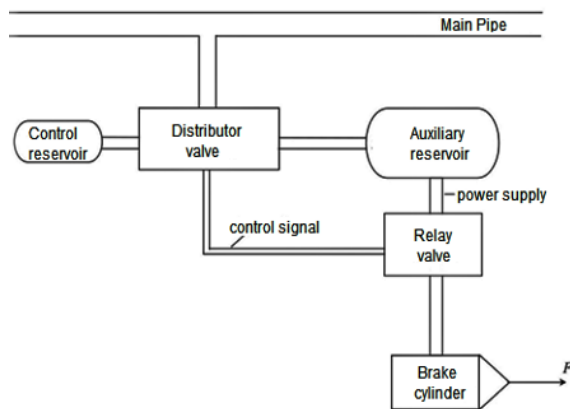 Main Pipe
Control
reservoir
Distributor
valve
Auxiliary
reservoir
power supply
control signal
Relay
valve
Brake
cylinder
F